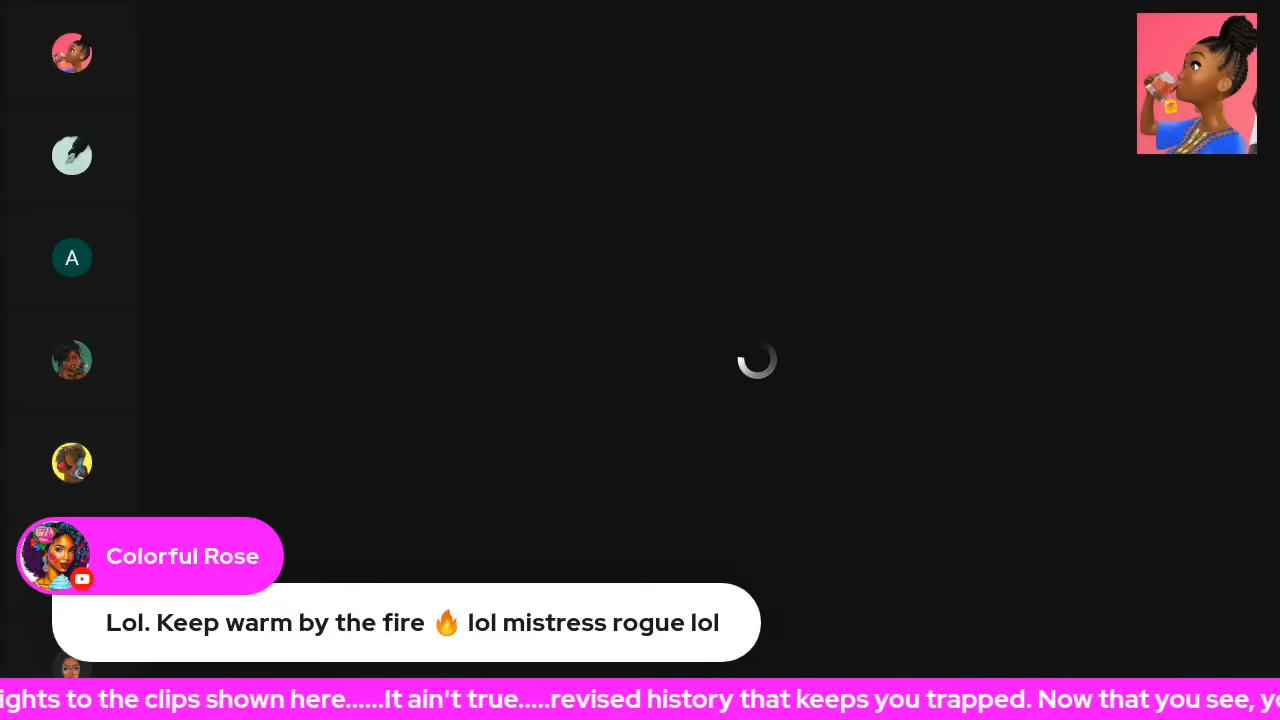 A
Colorful Rose
Lol. Keep warm by the fire 🔥 lol mistress rogue lol
ights to the clips shown here......It ain't true.....revised history that keeps you trapped. Now that you see, yo